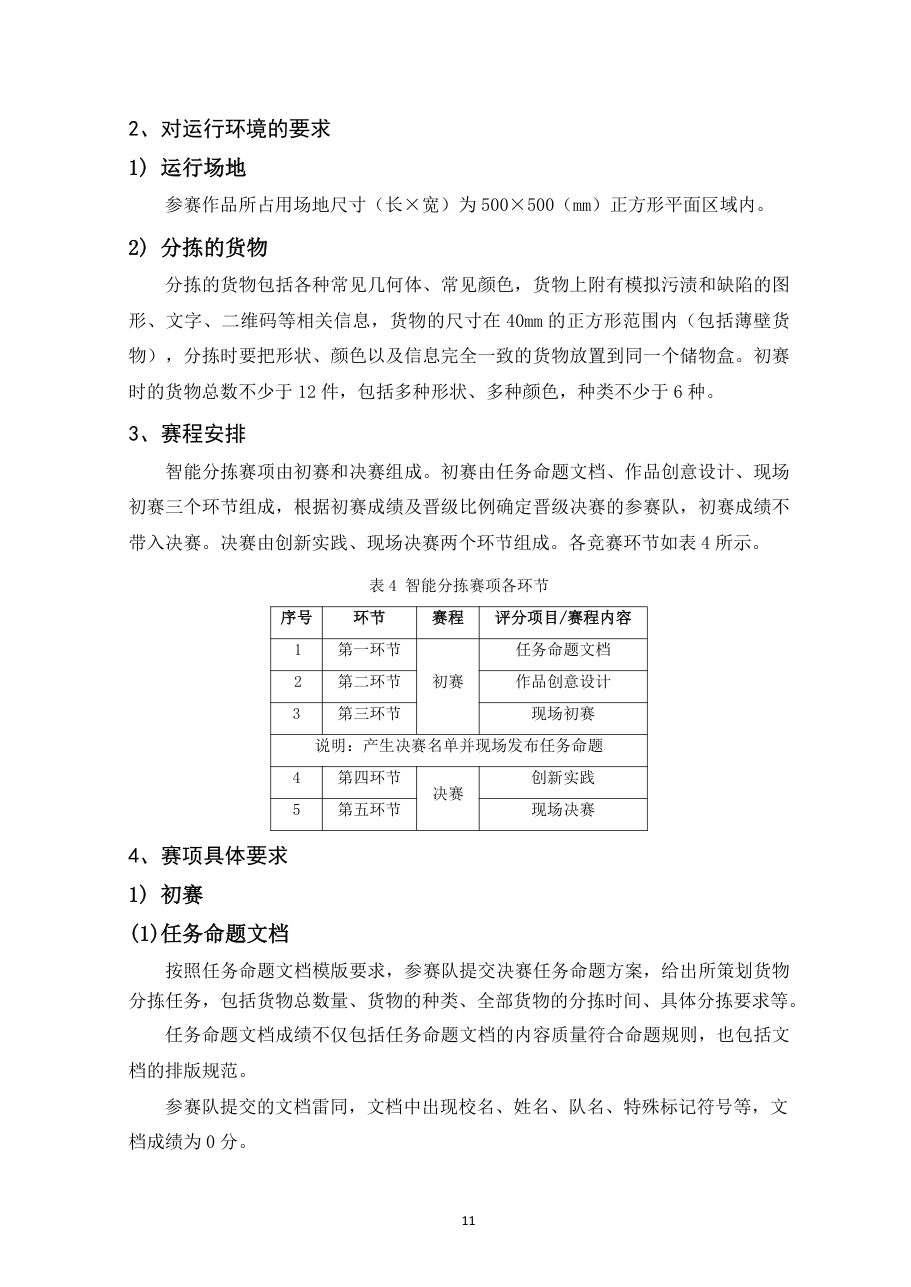 2、对运行环境的要求
1) 运行场地
参赛作品所占用场地尺寸（长×宽）为 500×500（mm）正方形平面区域内。
2) 分拣的货物
分拣的货物包括各种常见几何体、常见颜色，货物上附有模拟污渍和缺陷的图
形、文字、二维码等相关信息，货物的尺寸在 40mm 的正方形范围内（包括薄壁货
物），分拣时要把形状、颜色以及信息完全一致的货物放置到同一个储物盒。初赛
时的货物总数不少于 12 件，包括多种形状、多种颜色，种类不少于 6 种。
3、赛程安排
智能分拣赛项由初赛和决赛组成。初赛由任务命题文档、作品创意设计、现场
初赛三个环节组成，根据初赛成绩及晋级比例确定晋级决赛的参赛队，初赛成绩不
带入决赛。决赛由创新实践、现场决赛两个环节组成。各竞赛环节如表 4 所示。
表 4 智能分拣赛项各环节
序号 环节 赛程 评分项目/赛程内容
1 第一环节 任务命题文档
2 第二环节 初赛 作品创意设计
3 第三环节 现场初赛
说明：产生决赛名单并现场发布任务命题
4 第四环节 创新实践
决赛
5 第五环节 现场决赛
4、赛项具体要求
1) 初赛
(1)任务命题文档
按照任务命题文档模版要求，参赛队提交决赛任务命题方案，给出所策划货物
分拣任务，包括货物总数量、货物的种类、全部货物的分拣时间、具体分拣要求等。
任务命题文档成绩不仅包括任务命题文档的内容质量符合命题规则，也包括文
档的排版规范。
参赛队提交的文档雷同，文档中出现校名、姓名、队名、特殊标记符号等，文
档成绩为 0 分。
11